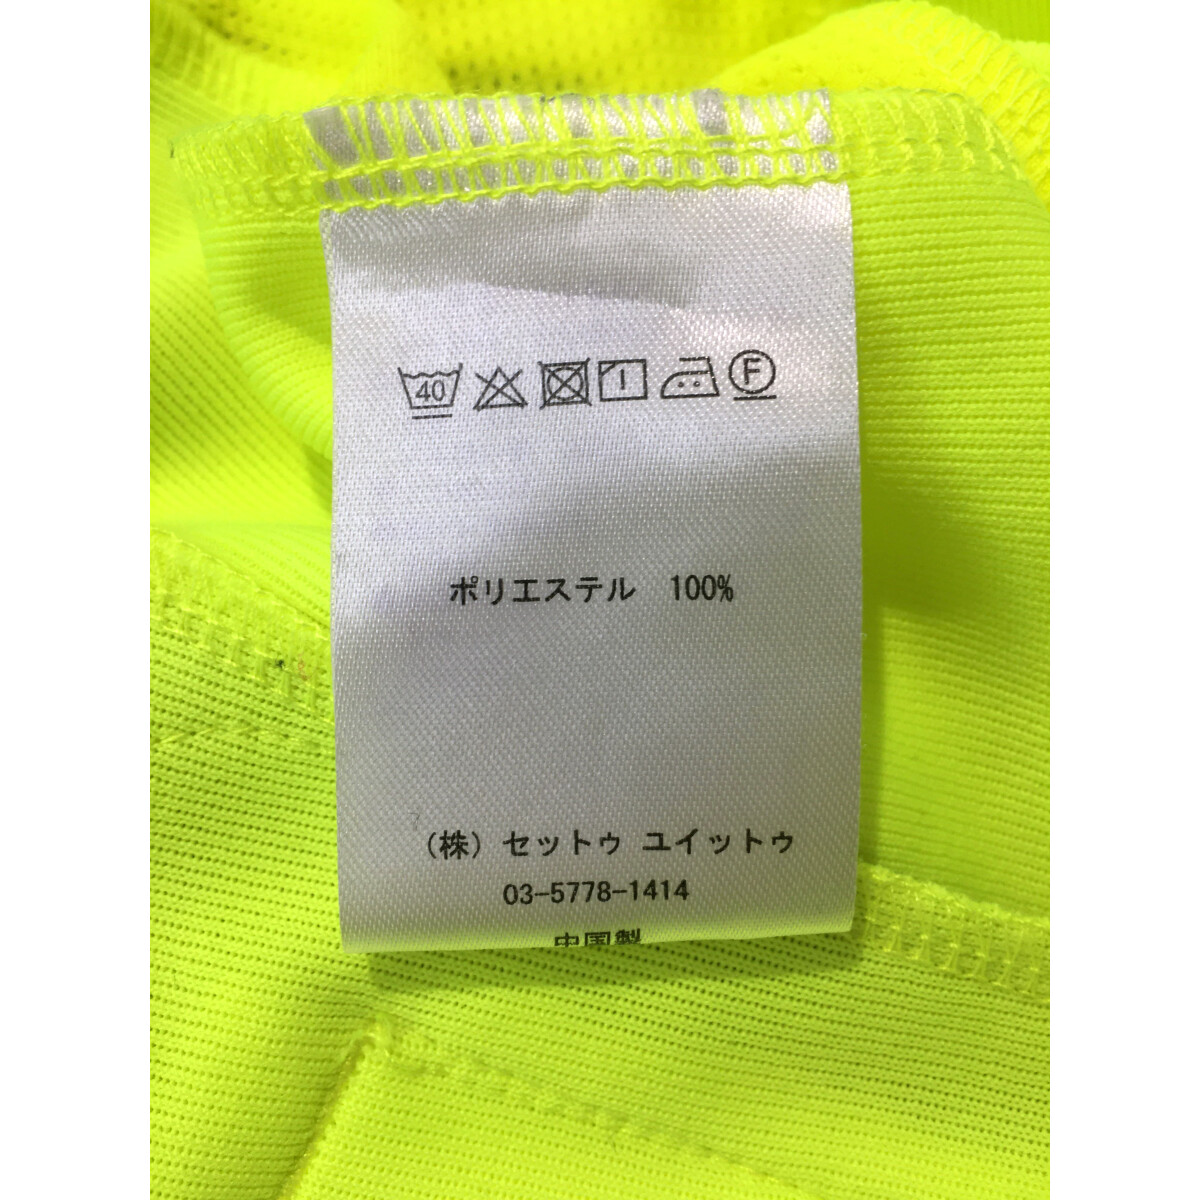 40 F
ポリエステル 100%
(株) セットゥ ユイットゥ
03-5778-1414
中国製